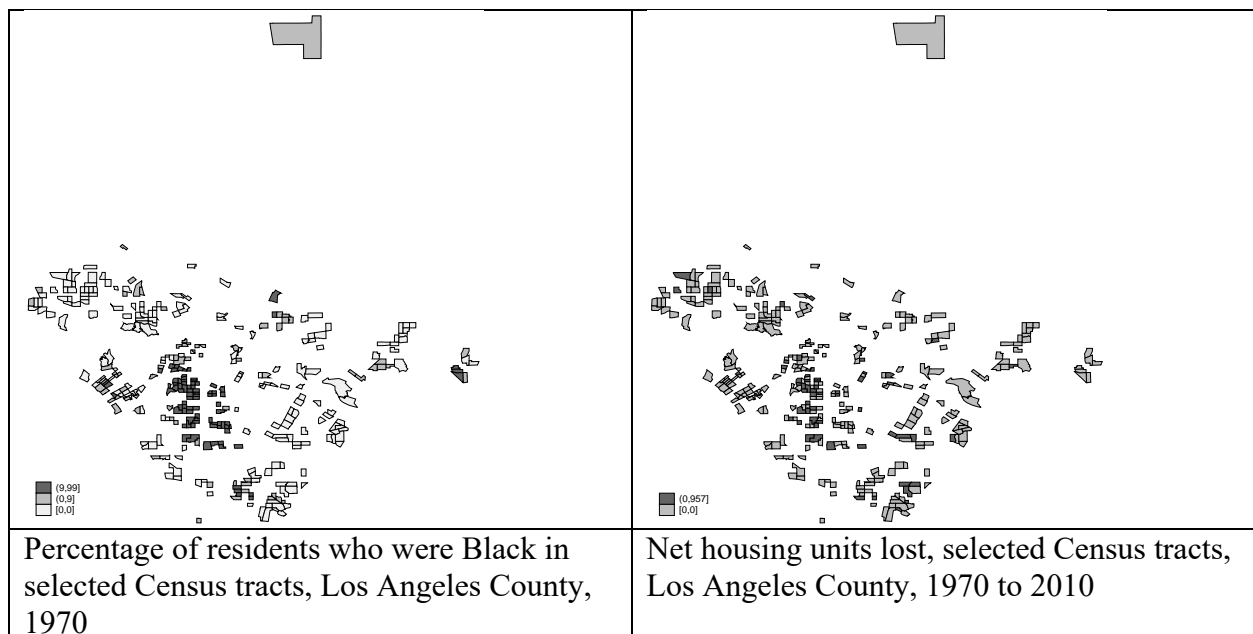 (9,99]
(0,9]
[0,0]
(0,957]
[0,0]
Percentage of residents who were Black in
selected Census tracts, Los Angeles County,
1970
Net housing units lost, selected Census tracts,
Los Angeles County, 1970 to 2010